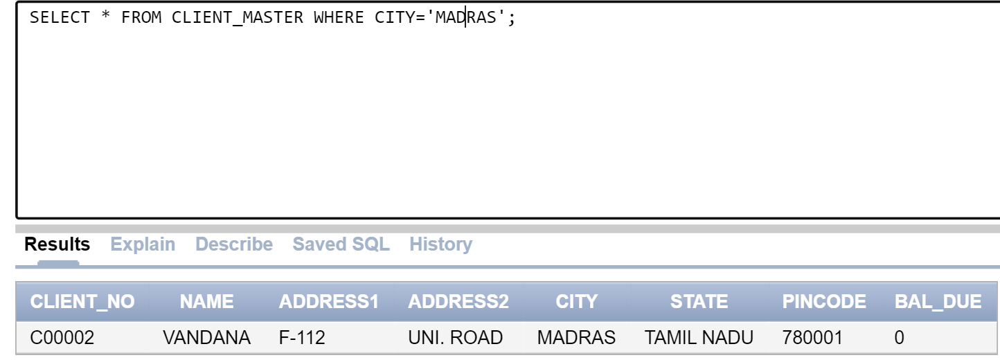 SELECT * FROM CLIENT_MASTER WHERE CITY='MADRAS';
Results Explain Describe Saved SQL History
CLIENT_NO NAME ADDRESS1 ADDRESS2 CITY STATE PINCODE BAL_DUE
C00002 VANDANA F-112 UNI. ROAD MADRAS TAMIL NADU 780001 0